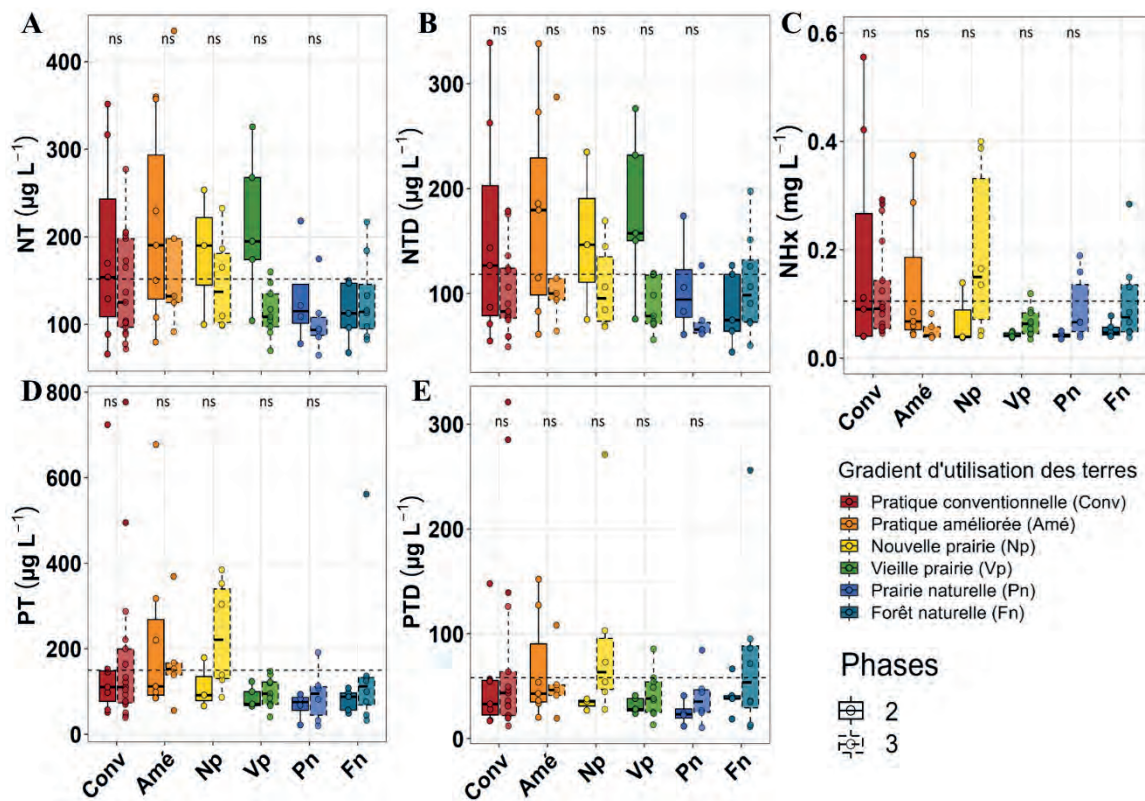 A
ns ns ns ns ns
NT (µg L⁻¹)
400
300
200
100
B
ns ns ns ns ns
NTD (µg L⁻¹)
300
200
100
C
ns ns ns ns ns
NHx (mg L⁻¹)
0.6
0.4
0.2
0.0
Conv Amé Np Vp Pn Fn
D
ns ns ns ns ns
PT (µg L⁻¹)
800
600
400
200
0
Conv Amé Np Vp Pn Fn
E
ns ns ns ns ns
PTD (µg L⁻¹)
300
200
100
0
Conv Amé Np Vp Pn Fn
Gradient d'utilisation des terres
Pratique conventionnelle (Conv)
Pratique améliorée (Amé)
Nouvelle prairie (Np)
Vieille prairie (Vp)
Prairie naturelle (Pn)
Forêt naturelle (Fn)
Phases
2
3